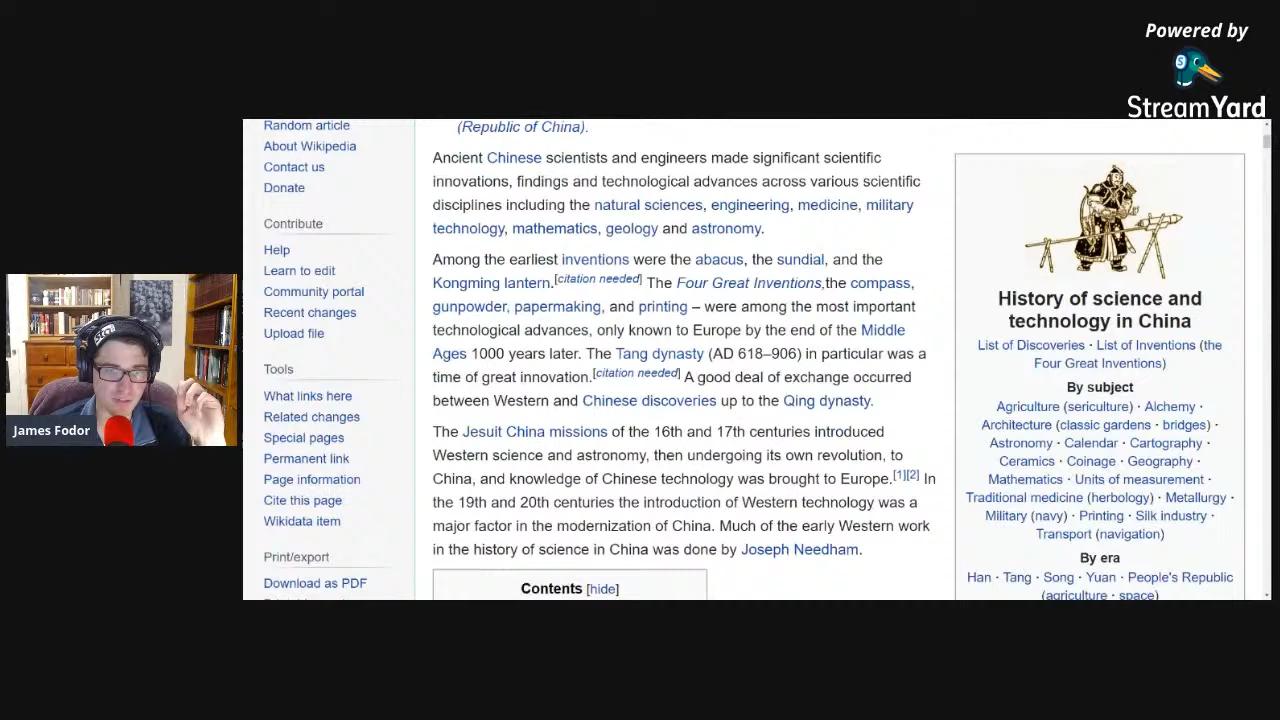 Powered by
StreamYard
Random article
About Wikipedia
Contact us
Donate
Contribute
Help
Learn to edit
Community portal
Recent changes
Upload file
Tools
What links here
Related changes
Special pages
Permanent link
Page information
Cite this page
Wikidata item
Print/export
Download as PDF
(Republic of China).
Ancient Chinese scientists and engineers made significant scientific
innovations, findings and technological advances across various scientific
disciplines including the natural sciences, engineering, medicine, military
technology, mathematics, geology and astronomy.
Among the earliest inventions were the abacus, the sundial, and the
Kongming lantern.[citation needed] The Four Great Inventions,the compass,
gunpowder, papermaking, and printing – were among the most important
technological advances, only known to Europe by the end of the Middle
Ages 1000 years later. The Tang dynasty (AD 618–906) in particular was a
time of great innovation.[citation needed] A good deal of exchange occurred
between Western and Chinese discoveries up to the Qing dynasty.
The Jesuit China missions of the 16th and 17th centuries introduced
Western science and astronomy, then undergoing its own revolution, to
China, and knowledge of Chinese technology was brought to Europe.[1][2] In
the 19th and 20th centuries the introduction of Western technology was a
major factor in the modernization of China. Much of the early Western work
in the history of science in China was done by Joseph Needham.
Contents [hide]
History of science and
technology in China
List of Discoveries · List of Inventions (the
Four Great Inventions)
By subject
Agriculture (sericulture) · Alchemy ·
Architecture (classic gardens · bridges) ·
Astronomy · Calendar · Cartography ·
Ceramics · Coinage · Geography ·
Mathematics · Units of measurement ·
Traditional medicine (herbology) · Metallurgy ·
Military (navy) · Printing · Silk industry ·
Transport (navigation)
By era
Han · Tang · Song · Yuan · People's Republic
(agriculture · space)
James Fodor